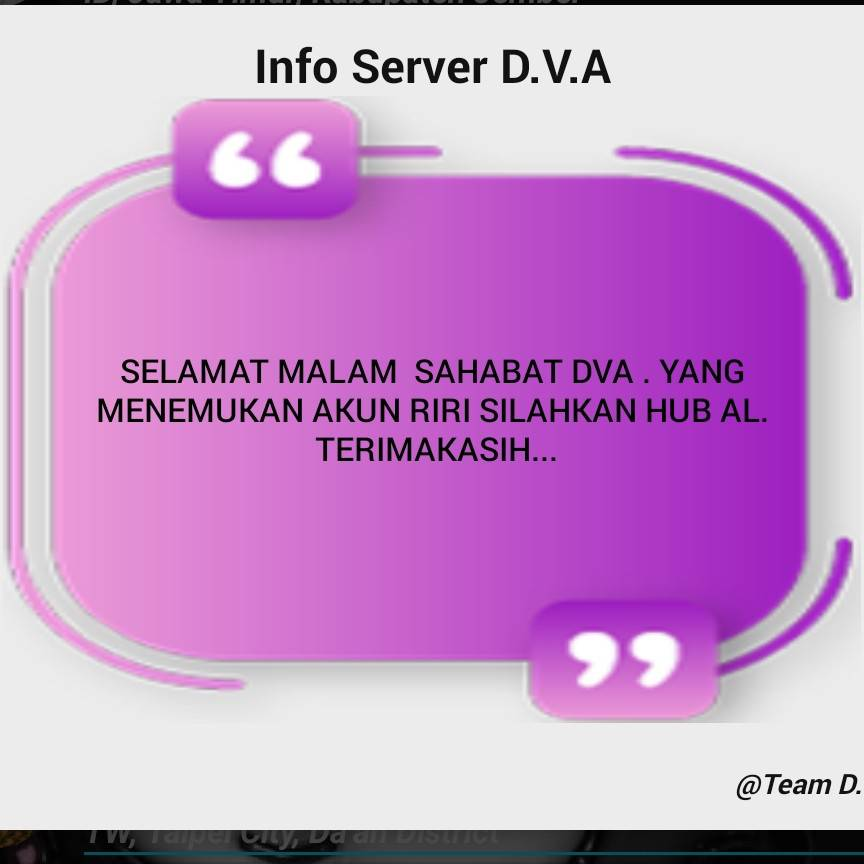 ID, Jawa Timur, Kabupaten Jember
Info Server D.V.A
SELAMAT MALAM  SAHABAT DVA . YANG
MENEMUKAN AKUN RIRI SILAHKAN HUB AL.
TERIMAKASIH...
@Team D.
TW, Taipei City, Da'an District